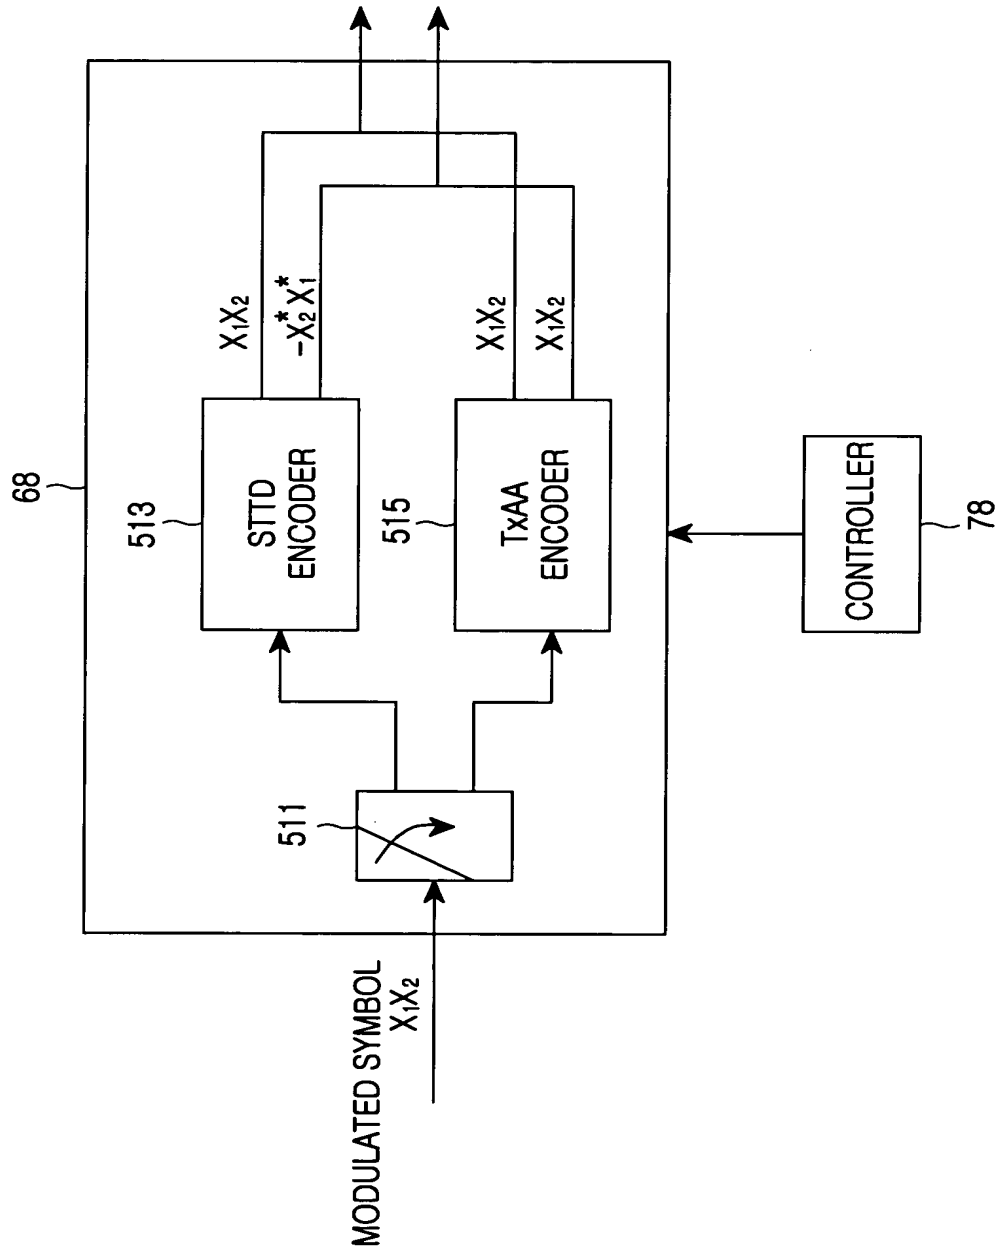 68
513
STTD
ENCODER
X₁X₂
-X₂*X₁*
511
MODULATED SYMBOL
X₁X₂
515
TxAA
ENCODER
X₁X₂
X₁X₂
CONTROLLER
78